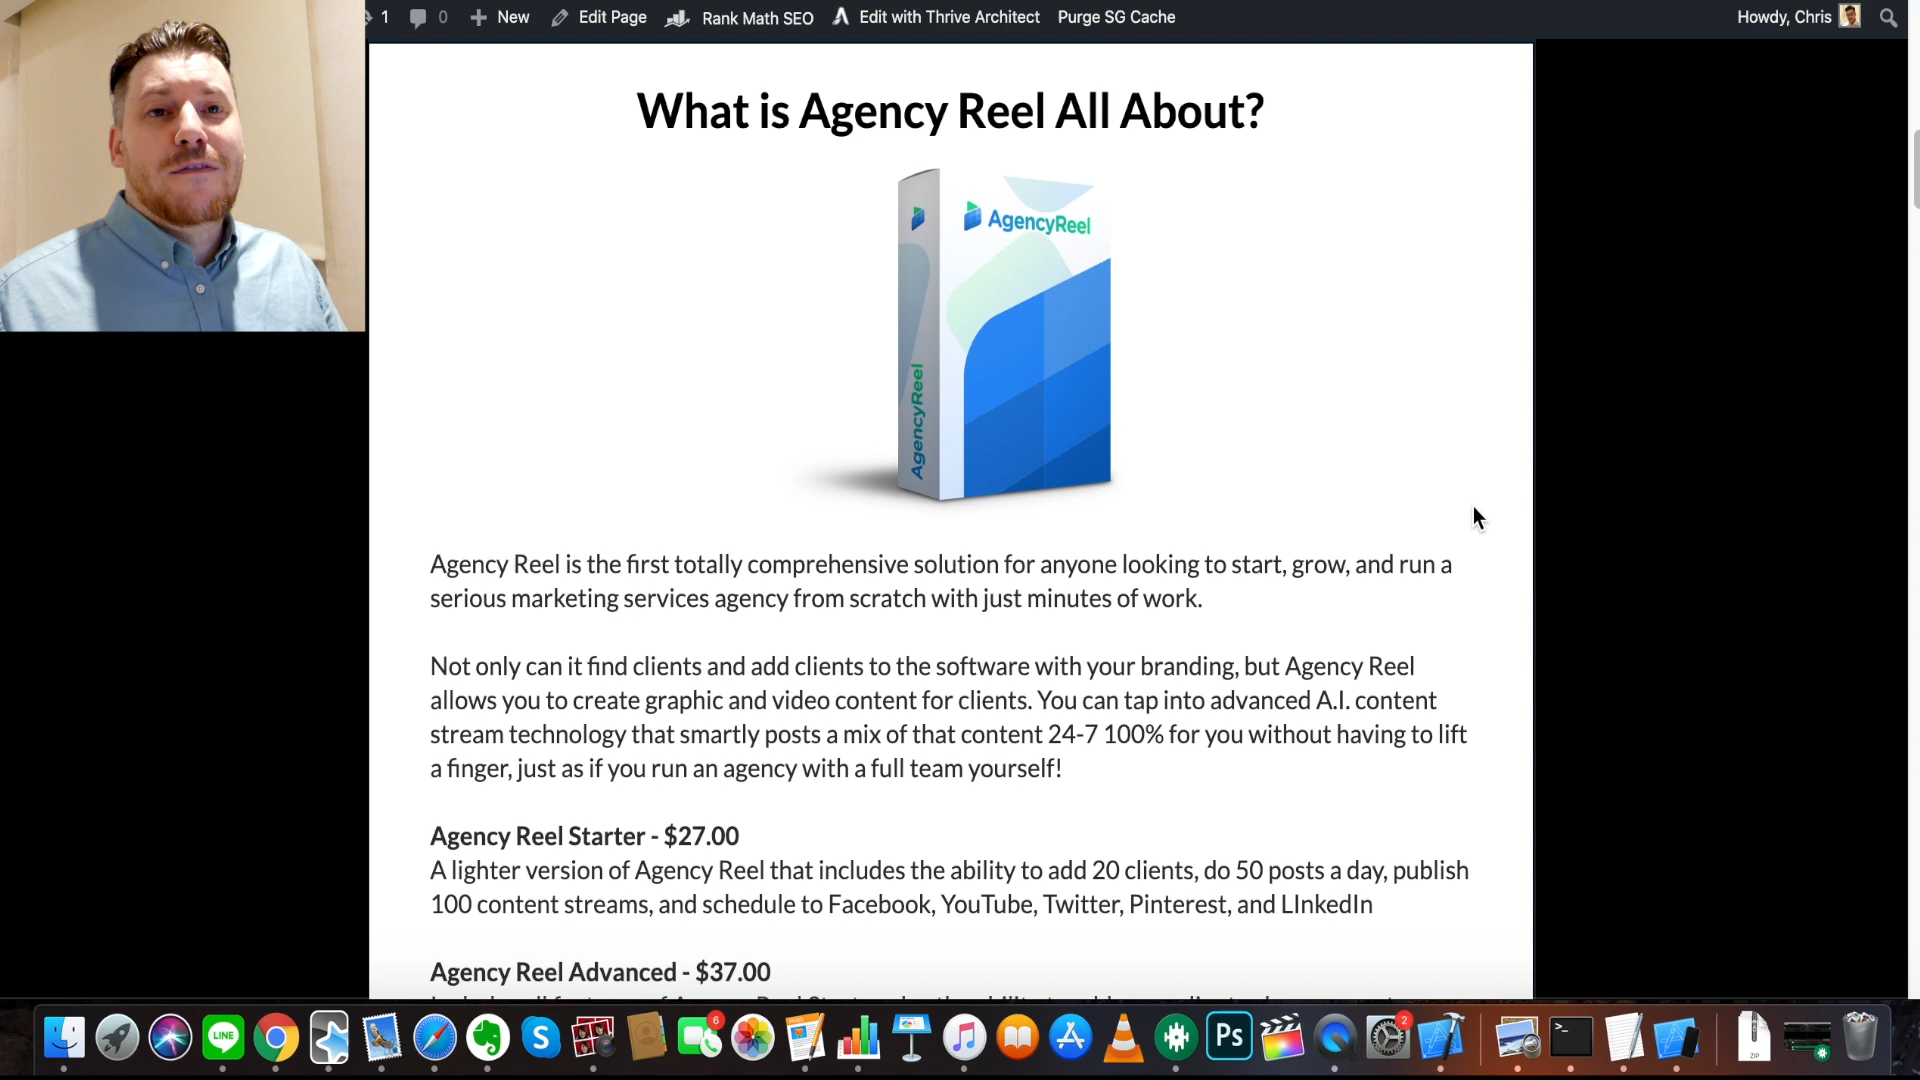 1 0 New Edit Page Rank Math SEO Edit with Thrive Architect Purge SG Cache Howdy, Chris
What is Agency Reel All About?
AgencyReel
AgencyReel
Agency Reel is the first totally comprehensive solution for anyone looking to start, grow, and run a
serious marketing services agency from scratch with just minutes of work.
Not only can it find clients and add clients to the software with your branding, but Agency Reel
allows you to create graphic and video content for clients. You can tap into advanced A.I. content
stream technology that smartly posts a mix of that content 24-7 100% for you without having to lift
a finger, just as if you run an agency with a full team yourself!
Agency Reel Starter - $27.00
A lighter version of Agency Reel that includes the ability to add 20 clients, do 50 posts a day, publish
100 content streams, and schedule to Facebook, YouTube, Twitter, Pinterest, and LInkedIn
Agency Reel Advanced - $37.00
LINE
6
Ps
2
ZIP